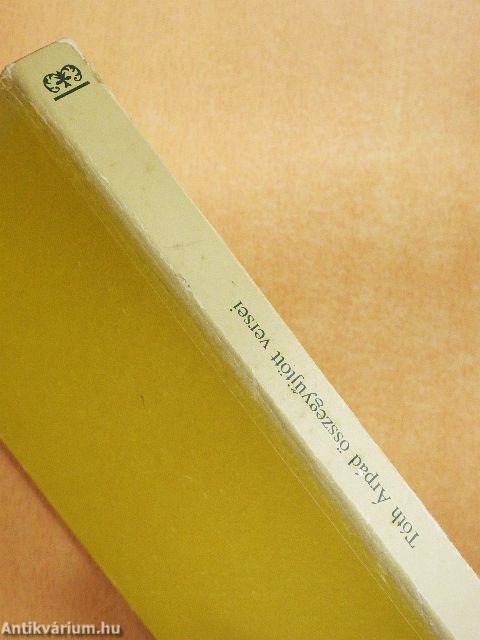 Tóth Árpád összegyűjtött versei
Antikvárium.hu